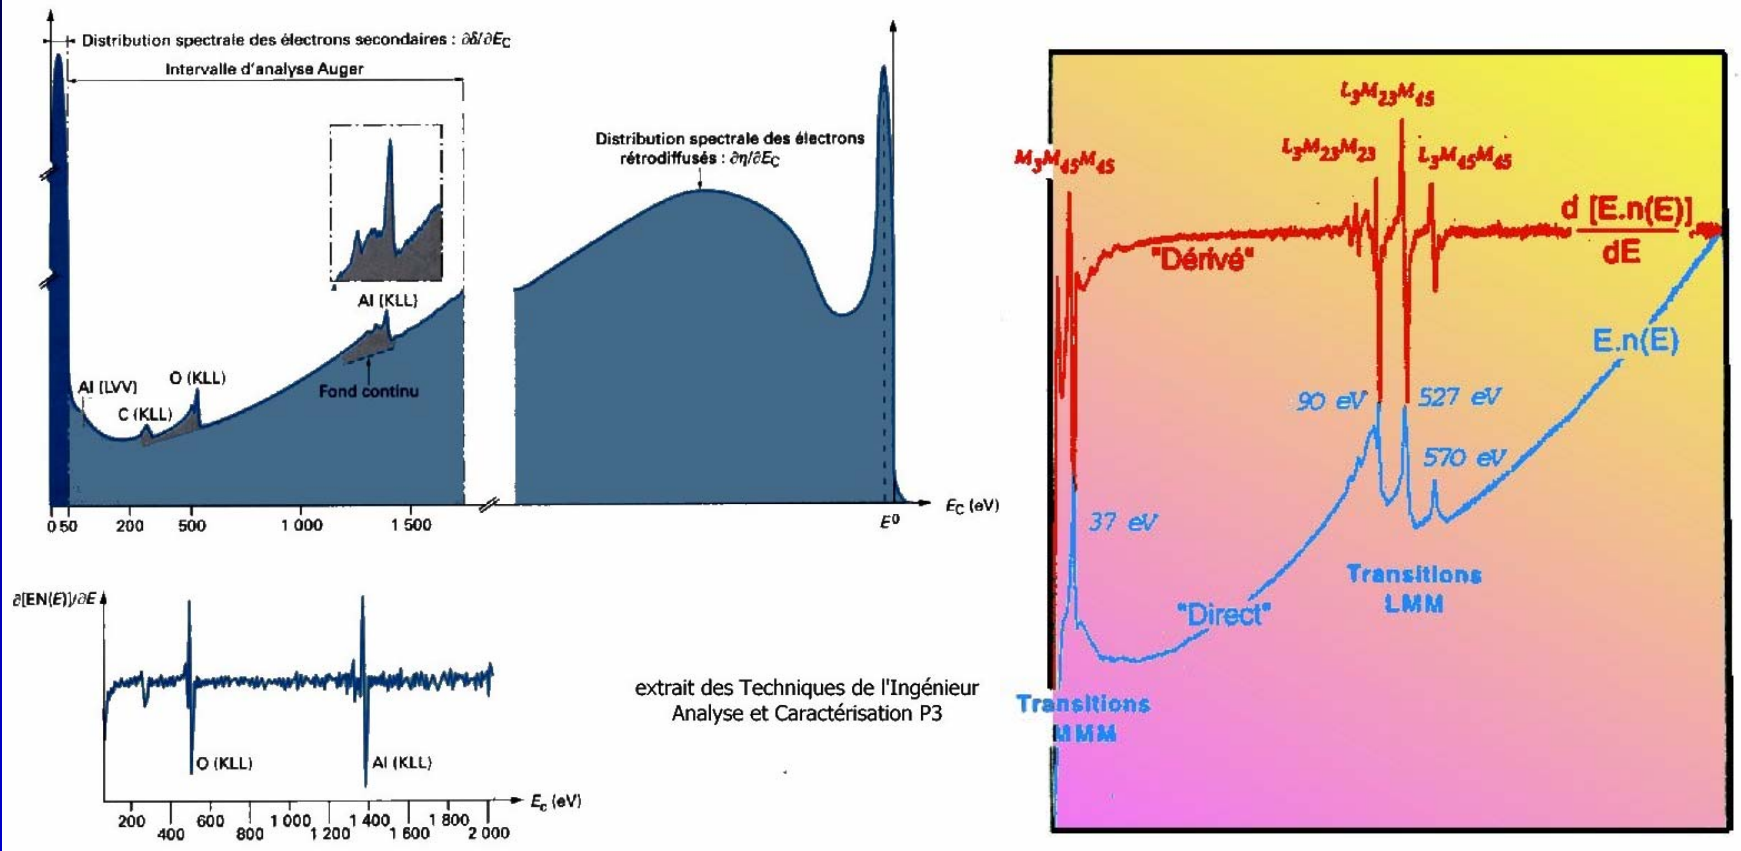 Distribution spectrale des électrons secondaires : ∂δ/∂E_C
Intervalle d'analyse Auger
Distribution spectrale des électrons
rétrodiffusés : ∂η/∂E_C
Al (KLL)
Fond continu
Al (LVV)
C (KLL)
O (KLL)
0 50 200 500 1 000 1 500
E⁰
E_C (eV)
∂[EN(E)]/∂E
O (KLL)
Al (KLL)
E_c (eV)
200 400 600 800 1 000 1 200 1 400 1 600 1 800 2 000
extrait des Techniques de l'Ingénieur
Analyse et Caractérisation P3
L₃M₂₃M₄₅
M₃M₄₅M₄₅
L₃M₂₃M₂₃
L₃M₄₅M₄₅
d [E.n(E)]
dE
"Dérivé"
E.n(E)
90 eV
527 eV
570 eV
37 eV
Transitions
LMM
"Direct"
Transitions
MMM